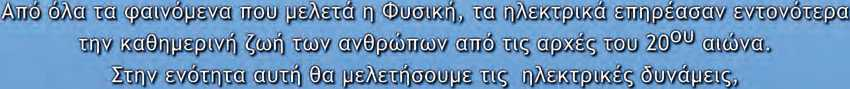 Από όλα τα φαινόμενα που μελετά η Φυσική, τα ηλεκτρικά επηρέασαν εντονότερα
την καθημερινή ζωή των ανθρώπων από τις αρχές του 20ου αιώνα.
Στην ενότητα αυτή θα μελετήσουμε τις ηλεκτρικές δυνάμεις,